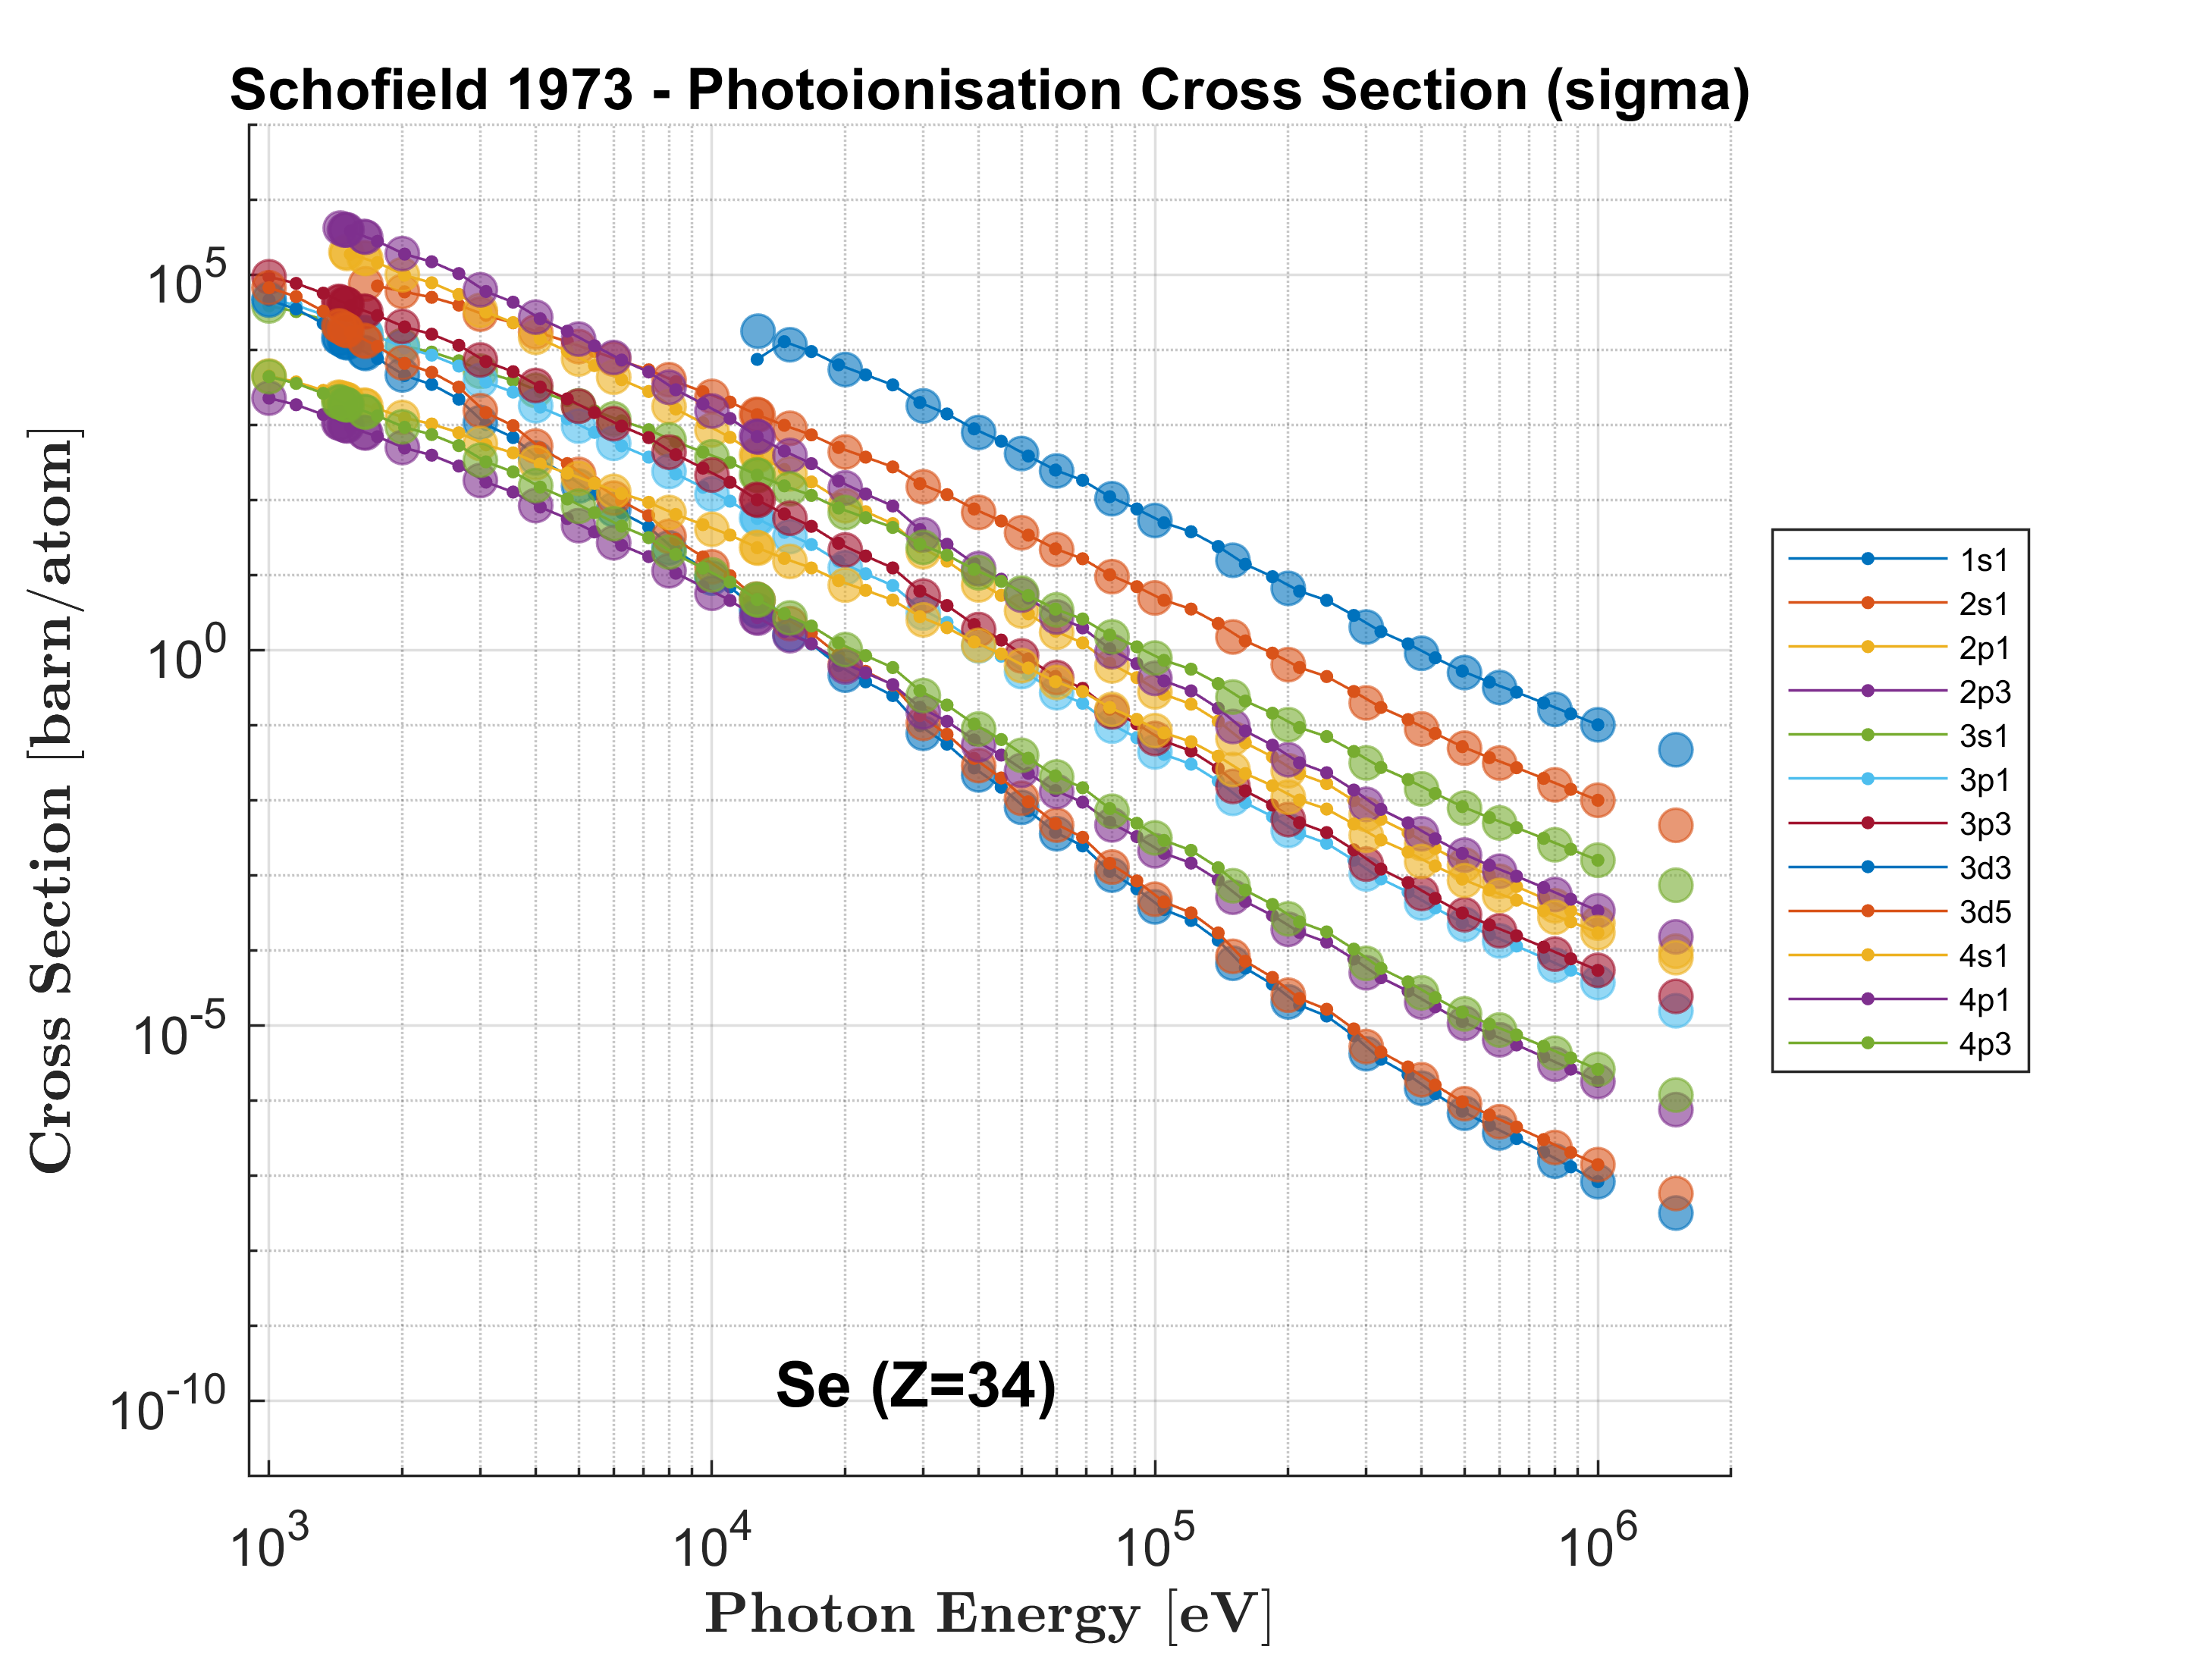 Schofield 1973 - Photoionisation Cross Section (sigma)
Cross Section [barn/atom]
10^5
10^0
10^-5
10^-10
Se (Z=34)
10^3
10^4
10^5
10^6
Photon Energy [eV]
1s1
2s1
2p1
2p3
3s1
3p1
3p3
3d3
3d5
4s1
4p1
4p3